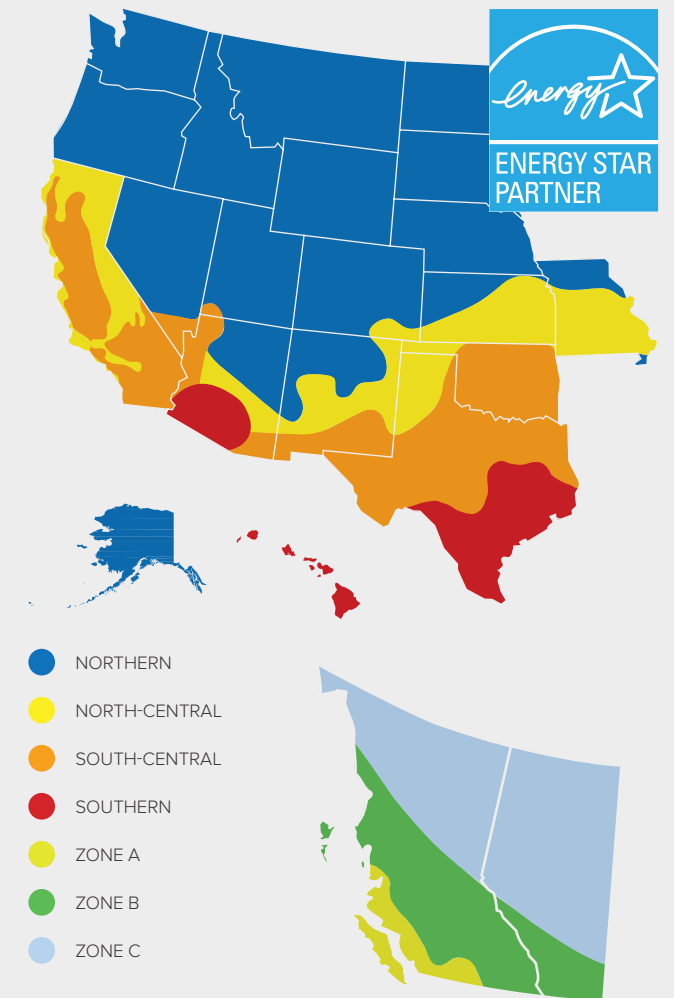 energy
ENERGY STAR
PARTNER
NORTHERN
NORTH-CENTRAL
SOUTH-CENTRAL
SOUTHERN
ZONE A
ZONE B
ZONE C